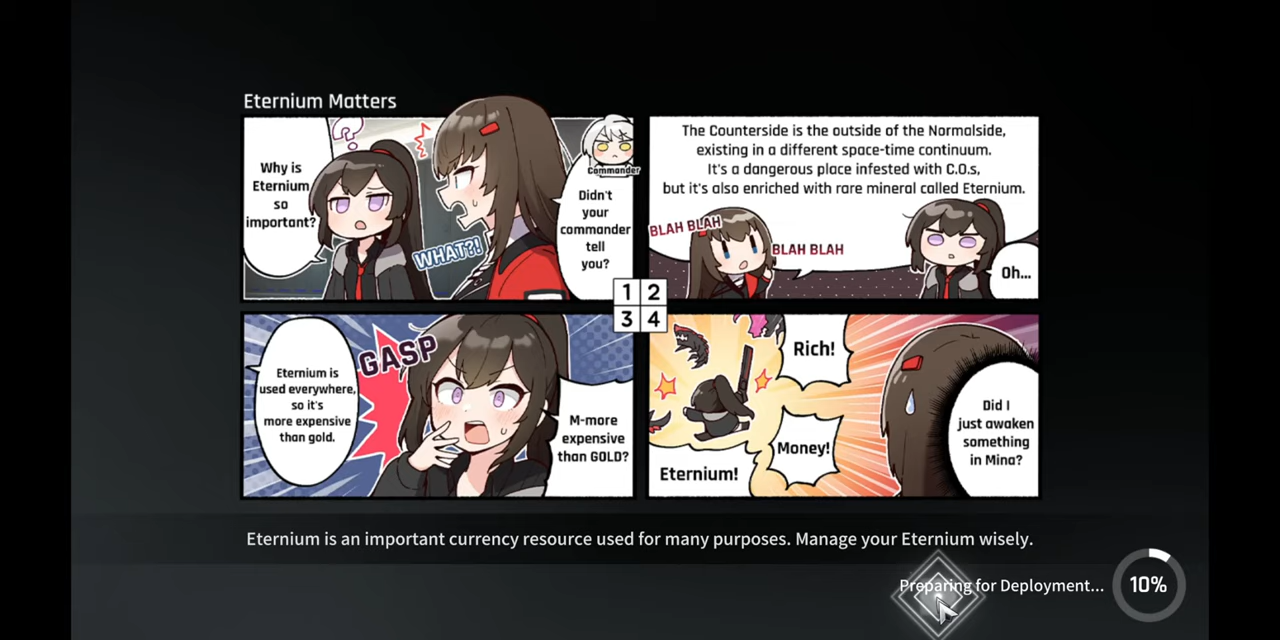 Eternium Matters
Why is
Eternium
so
important?
?
WHAT?!
Commander
Didn't
your
commander
tell
you?
The Counterside is the outside of the Normalside,
existing in a different space-time continuum.
It's a dangerous place infested with C.O.s,
but it's also enriched with rare mineral called Eternium.
BLAH BLAH
BLAH BLAH
Oh...
1 2
3 4
Eternium is
used everywhere,
so it's
more expensive
than gold.
GASP
M-more
expensive
than GOLD?
Rich!
Money!
Eternium!
Did I
just awaken
something
in Mina?
Eternium is an important currency resource used for many purposes. Manage your Eternium wisely.
Preparing for Deployment...
10%